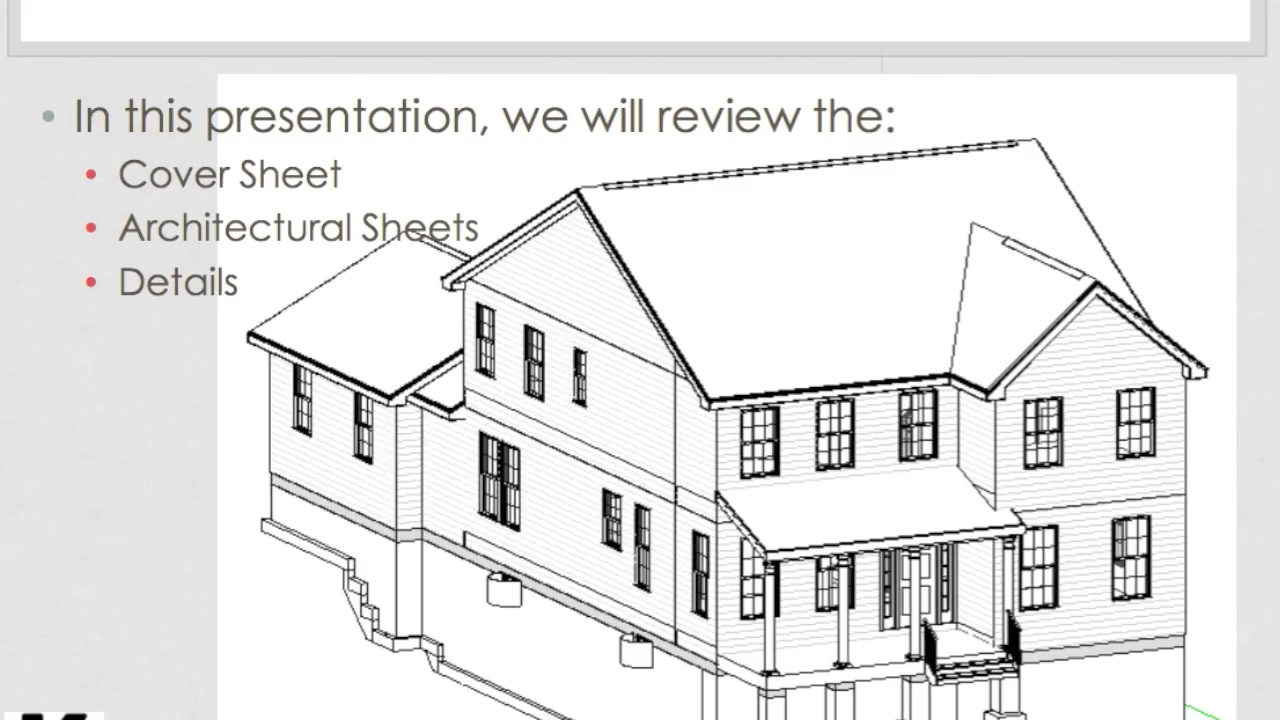 In this presentation, we will review the:
Cover Sheet
Architectural Sheets
Details